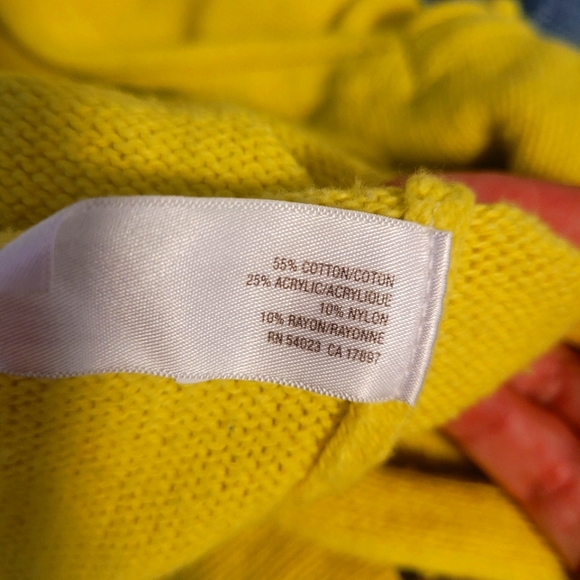 55% COTTON/COTON
25% ACRYLIC/ACRYLIQUE
10% NYLON
10% RAYON/RAYONNE
RN 54023 CA 17897